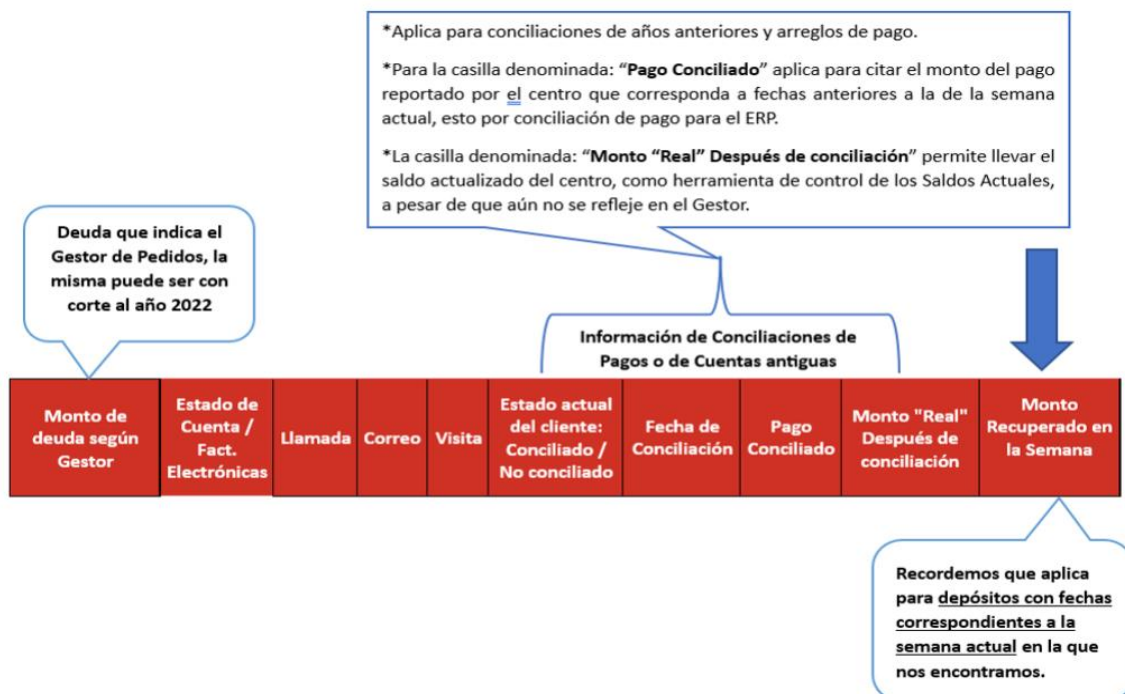 *Aplica para conciliaciones de años anteriores y arreglos de pago.
*Para la casilla denominada: “Pago Conciliado” aplica para citar el monto del pago
reportado por el centro que corresponda a fechas anteriores a la de la semana
actual, esto por conciliación de pago para el ERP.
*La casilla denominada: “Monto “Real” Después de conciliación” permite llevar el
saldo actualizado del centro, como herramienta de control de los Saldos Actuales,
a pesar de que aún no se refleje en el Gestor.
Deuda que indica el
Gestor de Pedidos, la
misma puede ser con
corte al año 2022
Información de Conciliaciones de
Pagos o de Cuentas antiguas
Monto de
deuda según
Gestor
Estado de
Cuenta /
Fact.
Electrónicas
Llamada
Correo
Visita
Estado actual
del cliente:
Conciliado /
No conciliado
Fecha de
Conciliación
Pago
Conciliado
Monto "Real"
Después de
conciliación
Monto
Recuperado en
la Semana
Recordemos que aplica
para depósitos con fechas
correspondientes a la
semana actual en la que
nos encontramos.